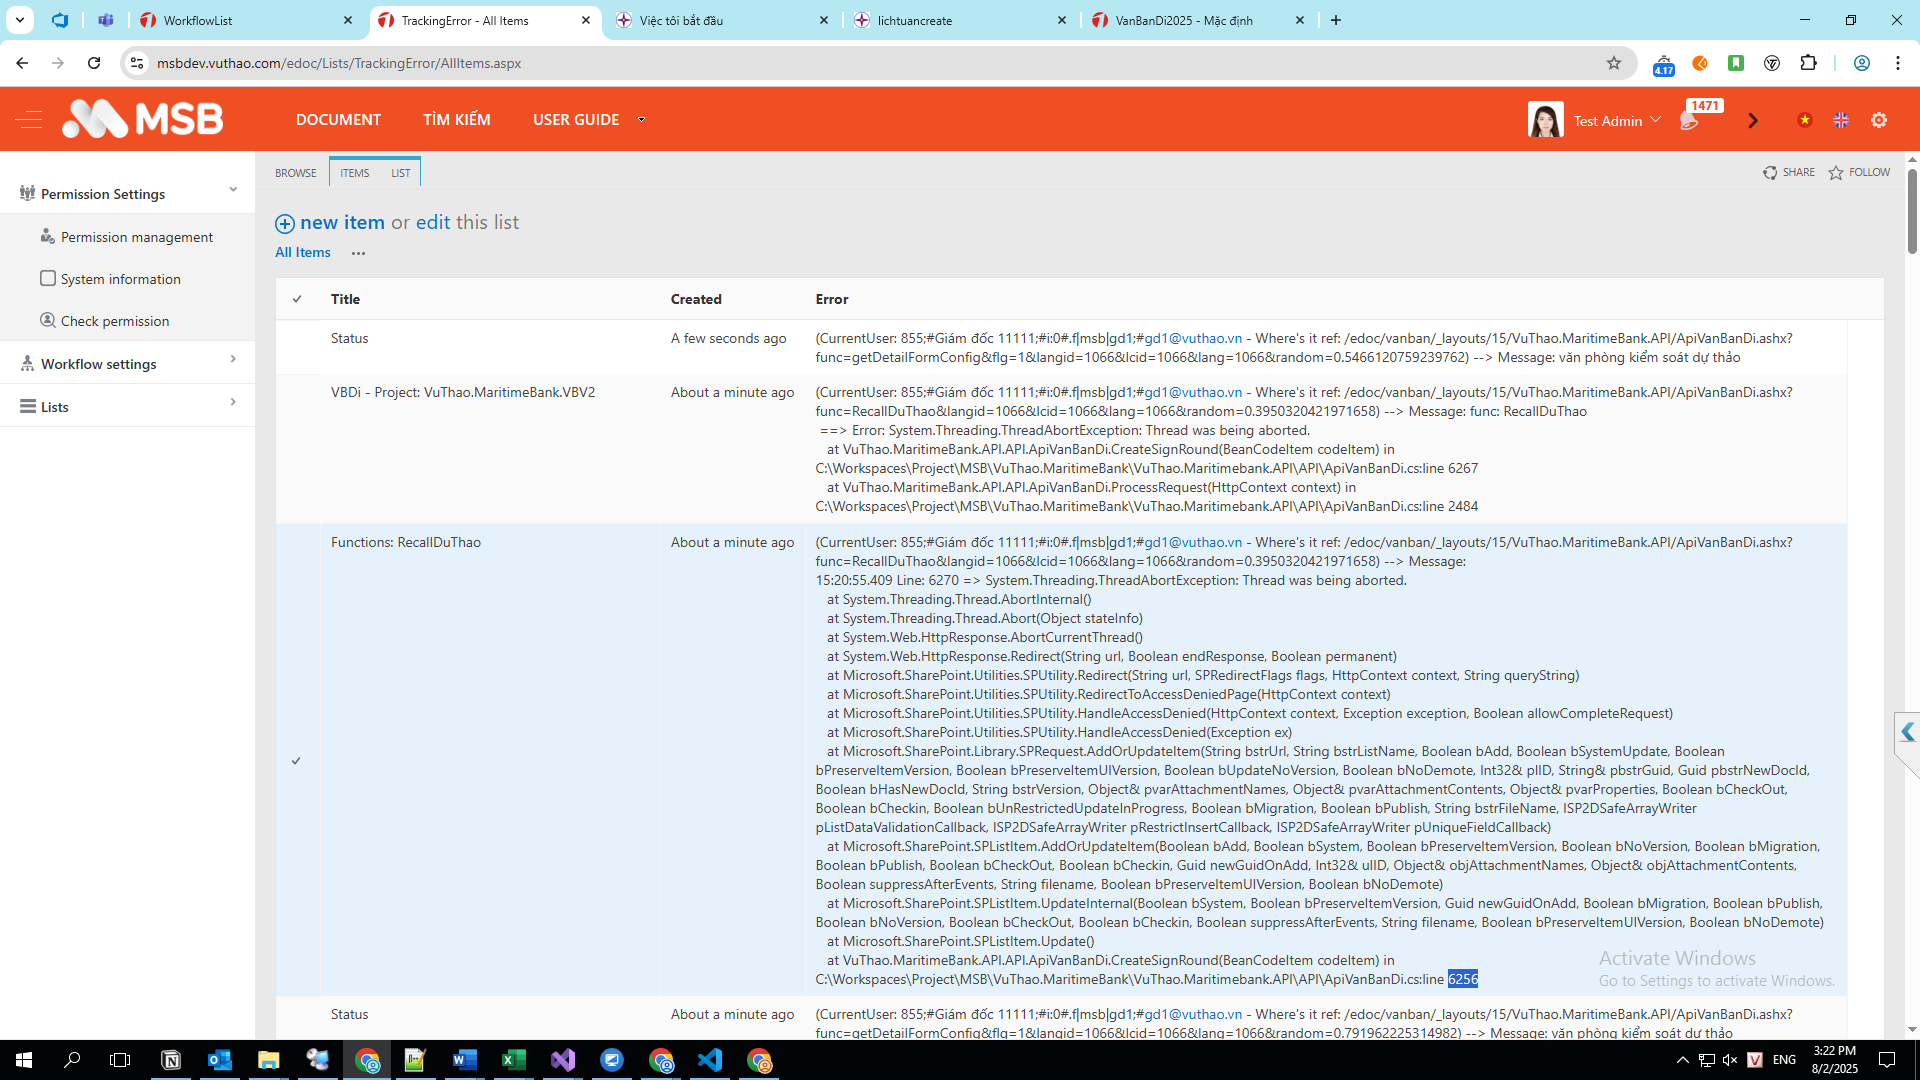 WorkflowList
TrackingError - All Items
Việc tôi bắt đầu
lichtuancreate
VanBanDi2025 - Mặc định
msbdev.vuthao.com/edoc/Lists/TrackingError/AllItems.aspx
4.17
MSB
DOCUMENT
TÌM KIẾM
USER GUIDE
Test Admin
1471
Permission Settings
Permission management
System information
Check permission
Workflow settings
Lists
BROWSE
ITEMS
LIST
SHARE
FOLLOW
new item or edit this list
All Items
Title
Created
Error
Status
A few seconds ago
(CurrentUser: 855;#Giám đốc 11111;#i:0#.f|msb|gd1;#gd1@vuthao.vn - Where's it ref: /edoc/vanban/_layouts/15/VuThao.MaritimeBank.API/ApiVanBanDi.ashx?
func=getDetailFormConfig&flg=1&langid=1066&lcid=1066&lang=1066&random=0.5466120759239762) --> Message: văn phòng kiểm soát dự thảo
VBDi - Project: VuThao.MaritimeBank.VBV2
About a minute ago
(CurrentUser: 855;#Giám đốc 11111;#i:0#.f|msb|gd1;#gd1@vuthao.vn - Where's it ref: /edoc/vanban/_layouts/15/VuThao.MaritimeBank.API/ApiVanBanDi.ashx?
func=RecallDuThao&langid=1066&lcid=1066&lang=1066&random=0.3950320421971658) --> Message: func: RecallDuThao
==> Error: System.Threading.ThreadAbortException: Thread was being aborted.
at VuThao.MaritimeBank.API.API.ApiVanBanDi.CreateSignRound(BeanCodeItem codeItem) in
C:\Workspaces\Project\MSB\VuThao.MaritimeBank\VuThao.Maritimebank.API\API\ApiVanBanDi.cs:line 6267
at VuThao.MaritimeBank.API.API.ApiVanBanDi.ProcessRequest(HttpContext context) in
C:\Workspaces\Project\MSB\VuThao.MaritimeBank\VuThao.Maritimebank.API\API\ApiVanBanDi.cs:line 2484
Functions: RecallDuThao
About a minute ago
(CurrentUser: 855;#Giám đốc 11111;#i:0#.f|msb|gd1;#gd1@vuthao.vn - Where's it ref: /edoc/vanban/_layouts/15/VuThao.MaritimeBank.API/ApiVanBanDi.ashx?
func=RecallDuThao&langid=1066&lcid=1066&lang=1066&random=0.3950320421971658) --> Message:
15:20:55.409 Line: 6270 => System.Threading.ThreadAbortException: Thread was being aborted.
at System.Threading.Thread.AbortInternal()
at System.Threading.Thread.Abort(Object stateInfo)
at System.Web.HttpResponse.AbortCurrentThread()
at System.Web.HttpResponse.Redirect(String url, Boolean endResponse, Boolean permanent)
at Microsoft.SharePoint.Utilities.SPUtility.Redirect(String url, SPRedirectFlags flags, HttpContext context, String queryString)
at Microsoft.SharePoint.Utilities.SPUtility.RedirectToAccessDeniedPage(HttpContext context)
at Microsoft.SharePoint.Utilities.SPUtility.HandleAccessDenied(HttpContext context, Exception exception, Boolean allowCompleteRequest)
at Microsoft.SharePoint.Utilities.SPUtility.HandleAccessDenied(Exception ex)
at Microsoft.SharePoint.Library.SPRequest.AddOrUpdateItem(String bstrUrl, String bstrListName, Boolean bAdd, Boolean bSystemUpdate, Boolean
bPreserveItemVersion, Boolean bPreserveItemUIVersion, Boolean bUpdateNoVersion, Boolean bNoDemote, Int32& plID, String& pbstrGuid, Guid pbstrNewDocId,
Boolean bHasNewDocId, String bstrVersion, Object& pvarAttachmentNames, Object& pvarAttachmentContents, Object& pvarProperties, Boolean bCheckOut,
Boolean bCheckin, Boolean bUnRestrictedUpdateInProgress, Boolean bMigration, Boolean bPublish, String bstrFileName, ISP2DSafeArrayWriter
pListDataValidationCallback, ISP2DSafeArrayWriter pRestrictInsertCallback, ISP2DSafeArrayWriter pUniqueFieldCallback)
at Microsoft.SharePoint.SPListItem.AddOrUpdateItem(Boolean bAdd, Boolean bSystem, Boolean bPreserveItemVersion, Boolean bNoVersion, Boolean bMigration,
Boolean bPublish, Boolean bCheckOut, Boolean bCheckin, Guid newGuidOnAdd, Int32& ulID, Object& objAttachmentNames, Object& objAttachmentContents,
Boolean suppressAfterEvents, String filename, Boolean bPreserveItemUIVersion, Boolean bNoDemote)
at Microsoft.SharePoint.SPListItem.UpdateInternal(Boolean bSystem, Boolean bPreserveItemVersion, Guid newGuidOnAdd, Boolean bMigration, Boolean bPublish,
Boolean bNoVersion, Boolean bCheckOut, Boolean bCheckin, Boolean suppressAfterEvents, String filename, Boolean bPreserveItemUIVersion, Boolean bNoDemote)
at Microsoft.SharePoint.SPListItem.Update()
at VuThao.MaritimeBank.API.API.ApiVanBanDi.CreateSignRound(BeanCodeItem codeItem) in
C:\Workspaces\Project\MSB\VuThao.MaritimeBank\VuThao.Maritimebank.API\API\ApiVanBanDi.cs:line 6256
Activate Windows
Go to Settings to activate Windows.
Status
About a minute ago
(CurrentUser: 855;#Giám đốc 11111;#i:0#.f|msb|gd1;#gd1@vuthao.vn - Where's it ref: /edoc/vanban/_layouts/15/VuThao.MaritimeBank.API/ApiVanBanDi.ashx?
func=getDetailFormConfig&flg=1&langid=1066&lcid=1066&lang=1066&random=0.791962225314982) --> Message: văn phòng kiểm soát dự thảo
ENG
3:22 PM
8/2/2025